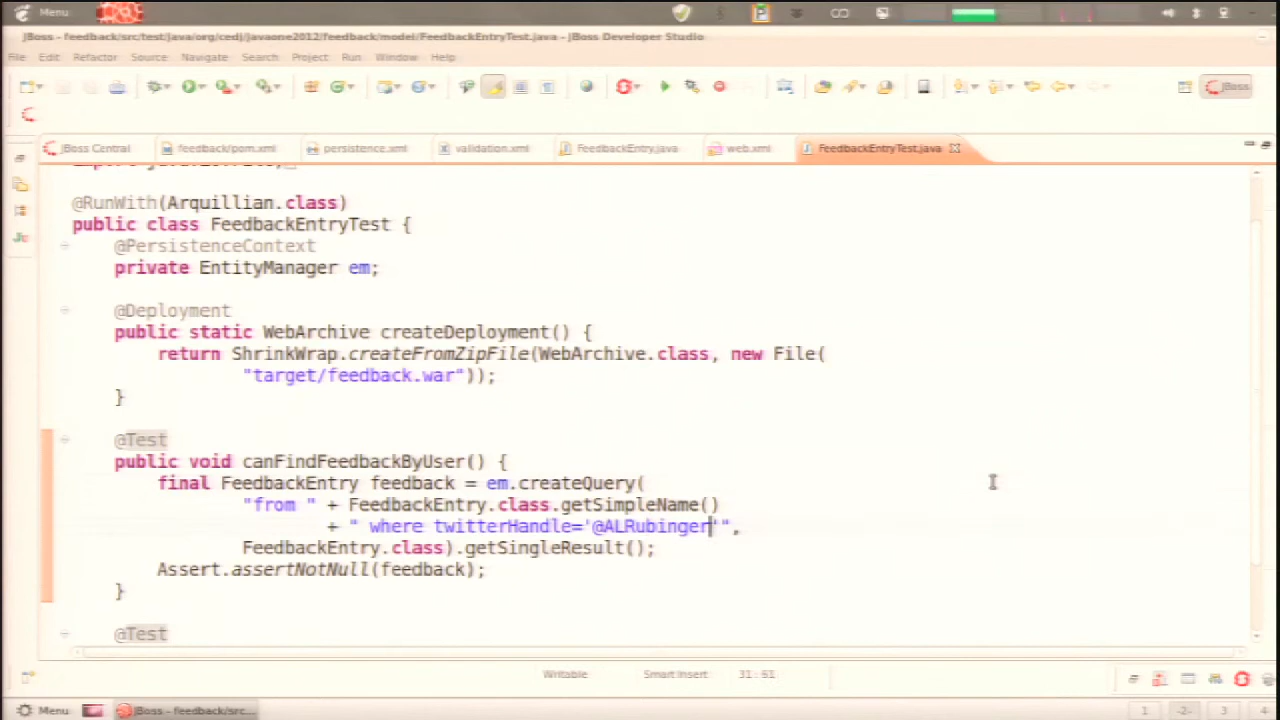 Menu
JBoss - feedback/src/test/java/org/cedj/javaone2012/feedback/model/FeedbackEntryTest.java - JBoss Developer Studio
File Edit Refactor Source Navigate Search Project Run Window Help
JBoss
JBoss Central feedback/pom.xml persistence.xml validation.xml FeedbackEntry.java web.xml FeedbackEntryTest.java
@RunWith(Arquillian.class)
public class FeedbackEntryTest {
@PersistenceContext
private EntityManager em;
@Deployment
public static WebArchive createDeployment() {
return ShrinkWrap.createFromZipFile(WebArchive.class, new File(
"target/feedback.war"));
}
@Test
public void canFindFeedbackByUser() {
final FeedbackEntry feedback = em.createQuery(
"from " + FeedbackEntry.class.getSimpleName()
+ " where twitterHandle='@ALRubinger'",
FeedbackEntry.class).getSingleResult();
Assert.assertNotNull(feedback);
}
@Test
Writable Smart Insert 31 : 61
Menu JBoss - feedback/src... 1 -2- 3 4